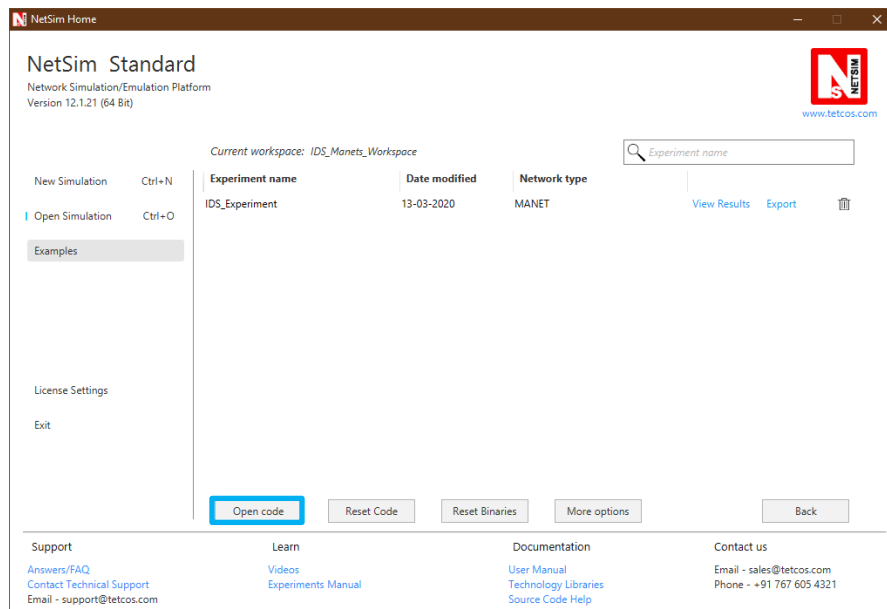 NetSim Home
NetSim Standard
Network Simulation/Emulation Platform
Version 12.1.21 (64 Bit)
NETSIM
www.tetcos.com
Current workspace: IDS_Manets_Workspace
Experiment name
New Simulation Ctrl+N
Open Simulation Ctrl+O
Examples
License Settings
Exit
Experiment name Date modified Network type
IDS_Experiment 13-03-2020 MANET View Results Export
Open code Reset Code Reset Binaries More options Back
Support Learn Documentation Contact us
Answers/FAQ Videos User Manual Email - sales@tetcos.com
Contact Technical Support Experiments Manual Technology Libraries Phone - +91 767 605 4321
Email - support@tetcos.com Source Code Help